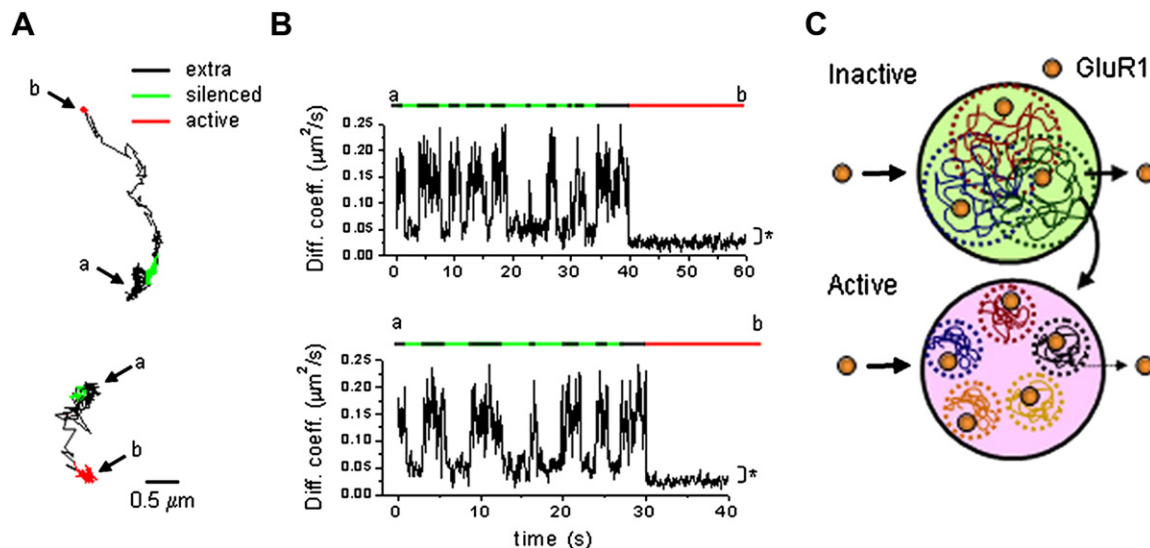 A
b
a
extra
silenced
active
a
b
0.5 μm
B
a
b
Diff. coeff. (μm²/s)
0.25
0.20
0.15
0.10
0.05
0.00
*
0 10 20 30 40 50 60
a
b
Diff. coeff. (μm²/s)
0.25
0.20
0.15
0.10
0.05
0.00
*
0 10 20 30 40
time (s)
C
Inactive
GluR1
Active